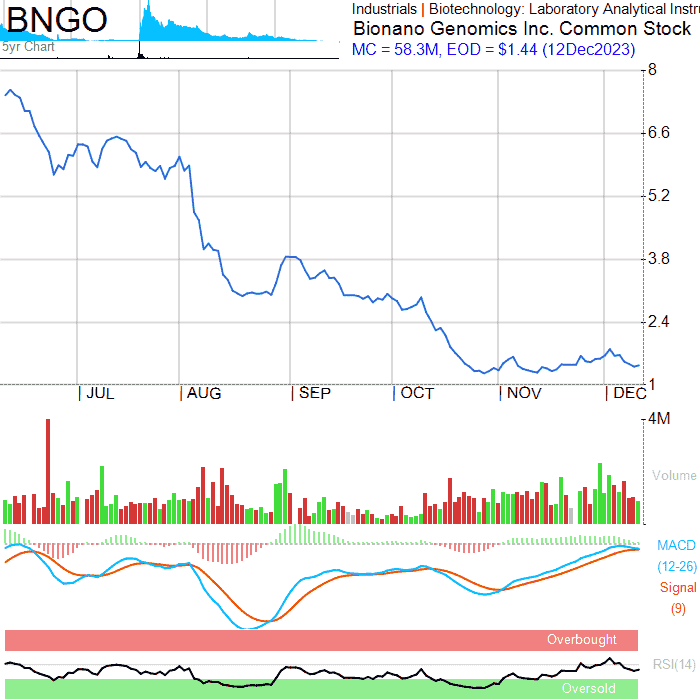 BNGO
5yr Chart
Industrials | Biotechnology: Laboratory Analytical Instru
Bionano Genomics Inc. Common Stock
MC = 58.3M, EOD = $1.44 (12Dec2023)
8
6.6
5.2
3.8
2.4
1
| JUL | AUG | SEP | OCT | NOV | DEC
4M
Volume
MACD
(12-26)
Signal
(9)
Overbought
RSI(14)
Oversold